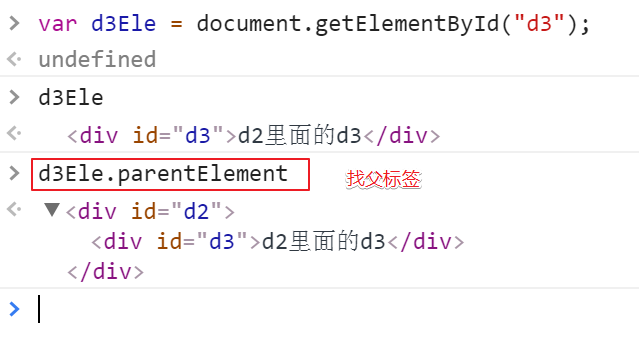 > var d3Ele = document.getElementById("d3");
undefined
> d3Ele
<div id="d3">d2里面的d3</div>
> d3Ele.parentElement 找父标签
▼<div id="d2">
<div id="d3">d2里面的d3</div>
</div>
>